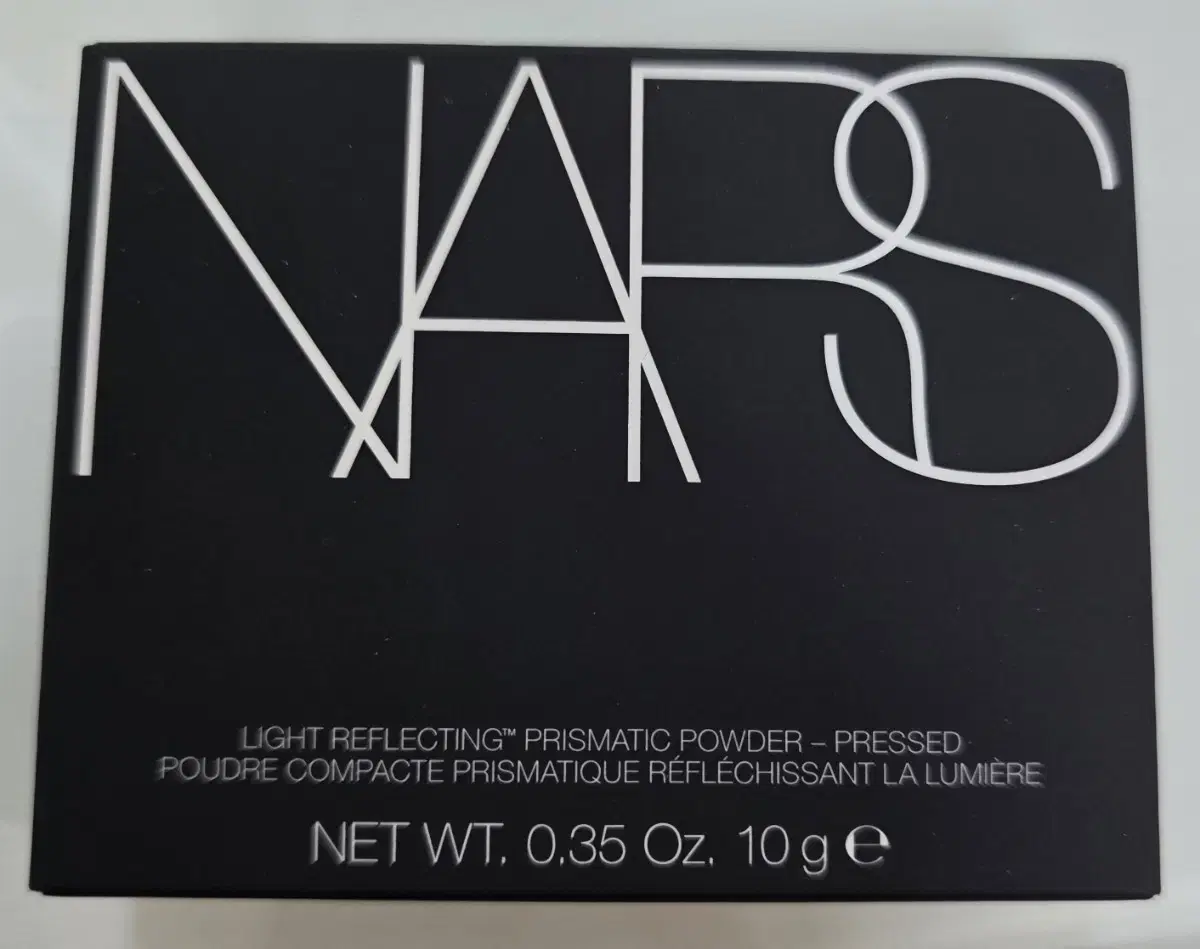 NARS
LIGHT REFLECTING™ PRISMATIC POWDER – PRESSED
POUDRE COMPACTE PRISMATIQUE RÉFLÉCHISSANT LA LUMIÈRE
NET WT. 0.35 Oz. 10 g ℮